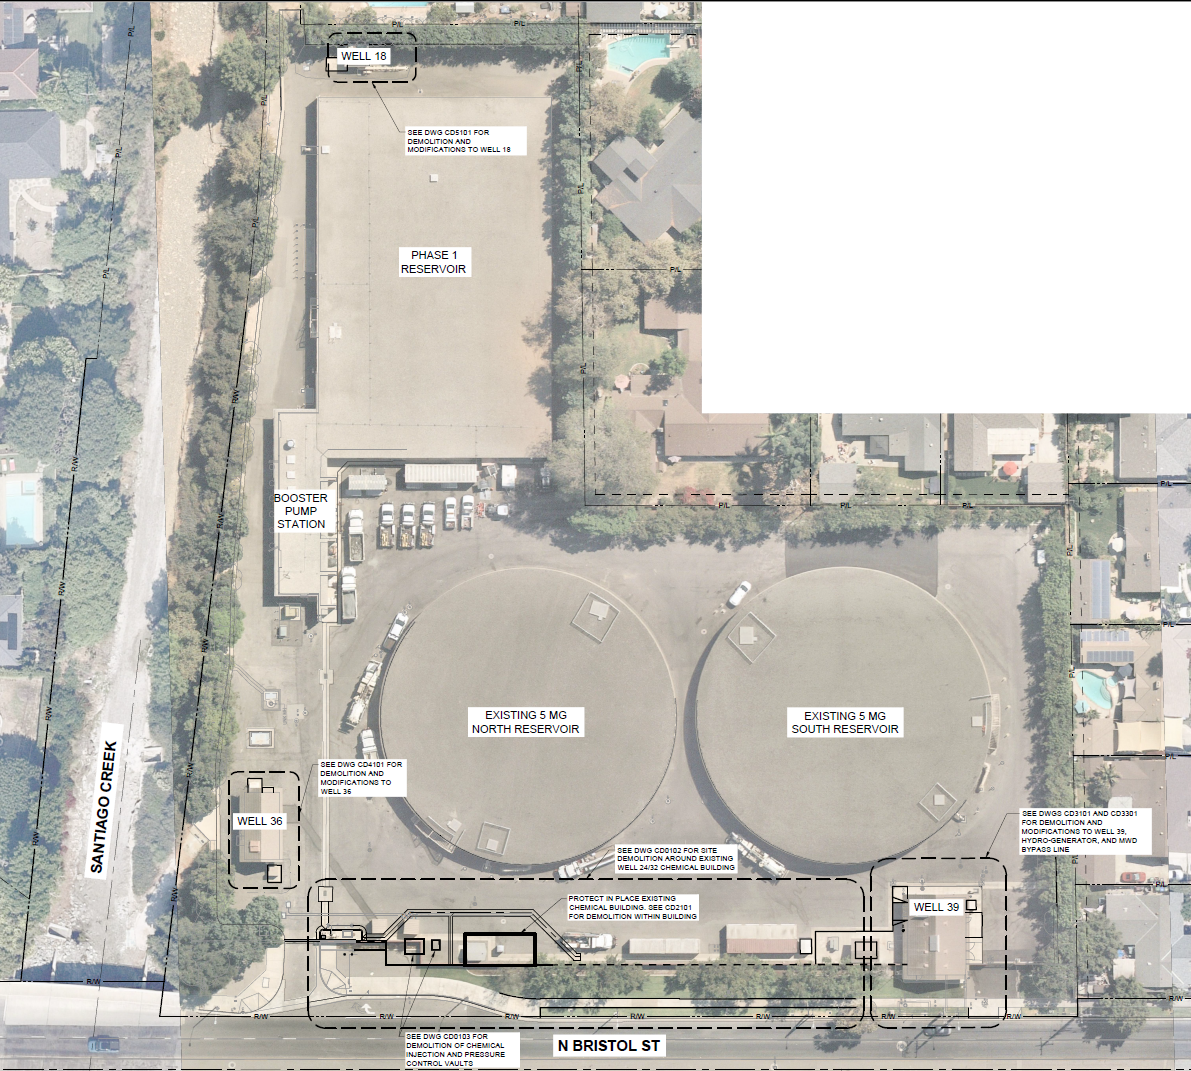 P/L
P/L
P/L
WELL 18
P/L
P/L
SEE DWG CD5101 FOR
DEMOLITION AND
MODIFICATIONS TO WELL 18
P/L
P/L
P/L
PHASE 1
RESERVOIR
P/L
P/L
P/L
R/W
R/W
BOOSTER
PUMP
STATION
P/L
P/L
P/L
P/L
R/W
P/L
R/W
P/L
R/W
P/L
R/W
EXISTING 5 MG
NORTH RESERVOIR
EXISTING 5 MG
SOUTH RESERVOIR
SANTIAGO CREEK
R/W
SEE DWG CD4101 FOR
DEMOLITION AND
MODIFICATIONS TO
WELL 36
P/L
WELL 36
SEE DWGS CD3101 AND CD3301
FOR DEMOLITION AND
MODIFICATIONS TO WELL 39,
HYDRO-GENERATOR, AND MWD
BYPASS LINE
R/W
SEE DWG CD0102 FOR SITE
DEMOLITION AROUND EXISTING
WELL 24/32 CHEMICAL BUILDING
P/L
P/L
R/W
PROTECT IN PLACE EXISTING
CHEMICAL BUILDING. SEE CD2101
FOR DEMOLITION WITHIN BUILDING
WELL 39
R/W
R/W
R/W
R/W
R/W
R/W
R/W
R/W
SEE DWG CD0103 FOR
DEMOLITION OF CHEMICAL
INJECTION AND PRESSURE
CONTROL VAULTS
N BRISTOL ST